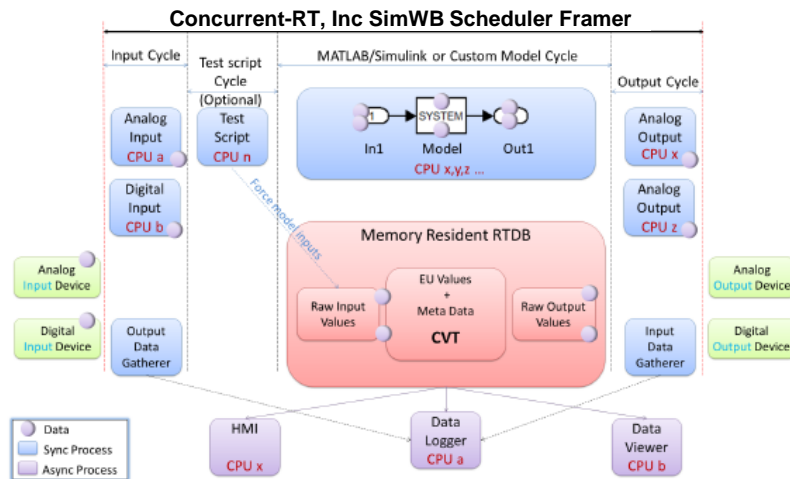 Concurrent-RT, Inc SimWB Scheduler Framer
Input Cycle
Test script
Cycle
(Optional)
MATLAB/Simulink or Custom Model Cycle
Output Cycle
Analog
Input
CPU a
Test
Script
CPU n
1
SYSTEM
1
In1
Model
Out1
CPU x,y,z ...
Analog
Output
CPU x
Digital
Input
CPU b
Analog
Output
CPU z
Force model inputs
Memory Resident RTDB
Analog
Input Device
EU Values
+
Meta Data
CVT
Raw Input
Values
Raw Output
Values
Analog
Output Device
Digital
Input Device
Output
Data
Gatherer
Input
Data
Gatherer
Digital
Output Device
Data
Sync Process
Async Process
HMI
CPU x
Data
Logger
CPU a
Data
Viewer
CPU b